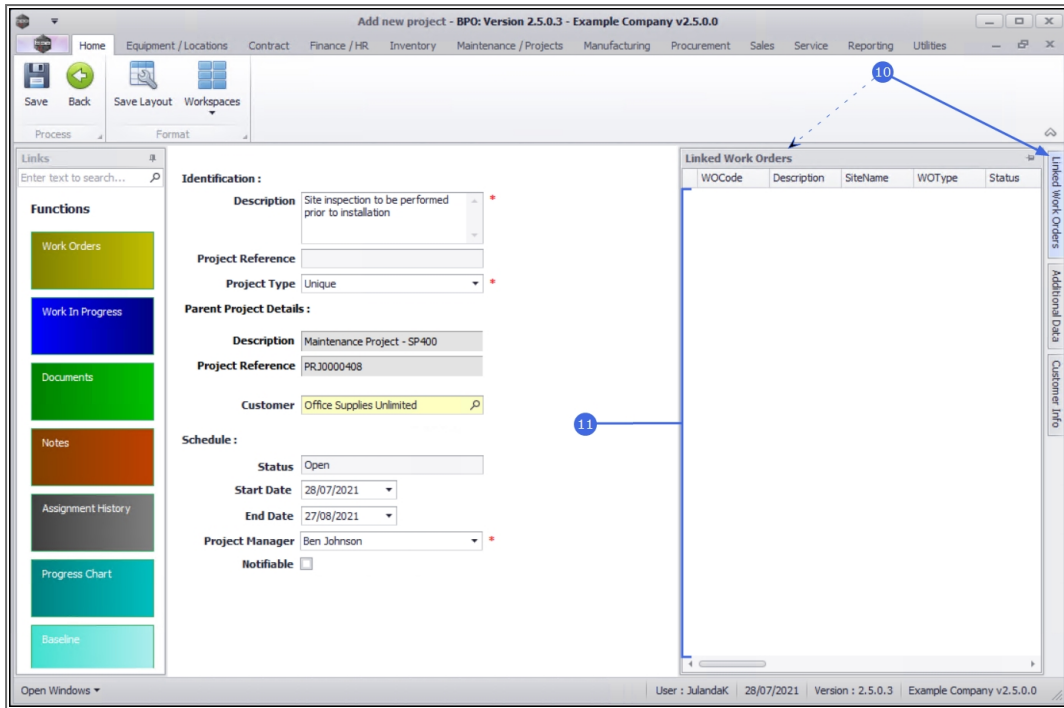 Add new project - BPO: Version 2.5.0.3 - Example Company v2.5.0.0
Home Equipment / Locations Contract Finance / HR Inventory Maintenance / Projects Manufacturing Procurement Sales Service Reporting Utilities
Save Back Save Layout Workspaces
Process Format
10
Links
Enter text to search...
Functions
Work Orders
Work In Progress
Documents
Notes
Assignment History
Progress Chart
Baseline
Identification :
Description Site inspection to be performed
prior to installation *
Project Reference
Project Type Unique *
Parent Project Details :
Description Maintenance Project - SP400
Project Reference PRJ0000408
Customer Office Supplies Unlimited
Schedule :
Status Open
Start Date 28/07/2021
End Date 27/08/2021
Project Manager Ben Johnson *
Notifiable
11
Linked Work Orders
WOCode Description SiteName WOType Status
Linked Work Orders
Additional Data
Customer Info
Open Windows User : JulandaK 28/07/2021 Version : 2.5.0.3 Example Company v2.5.0.0